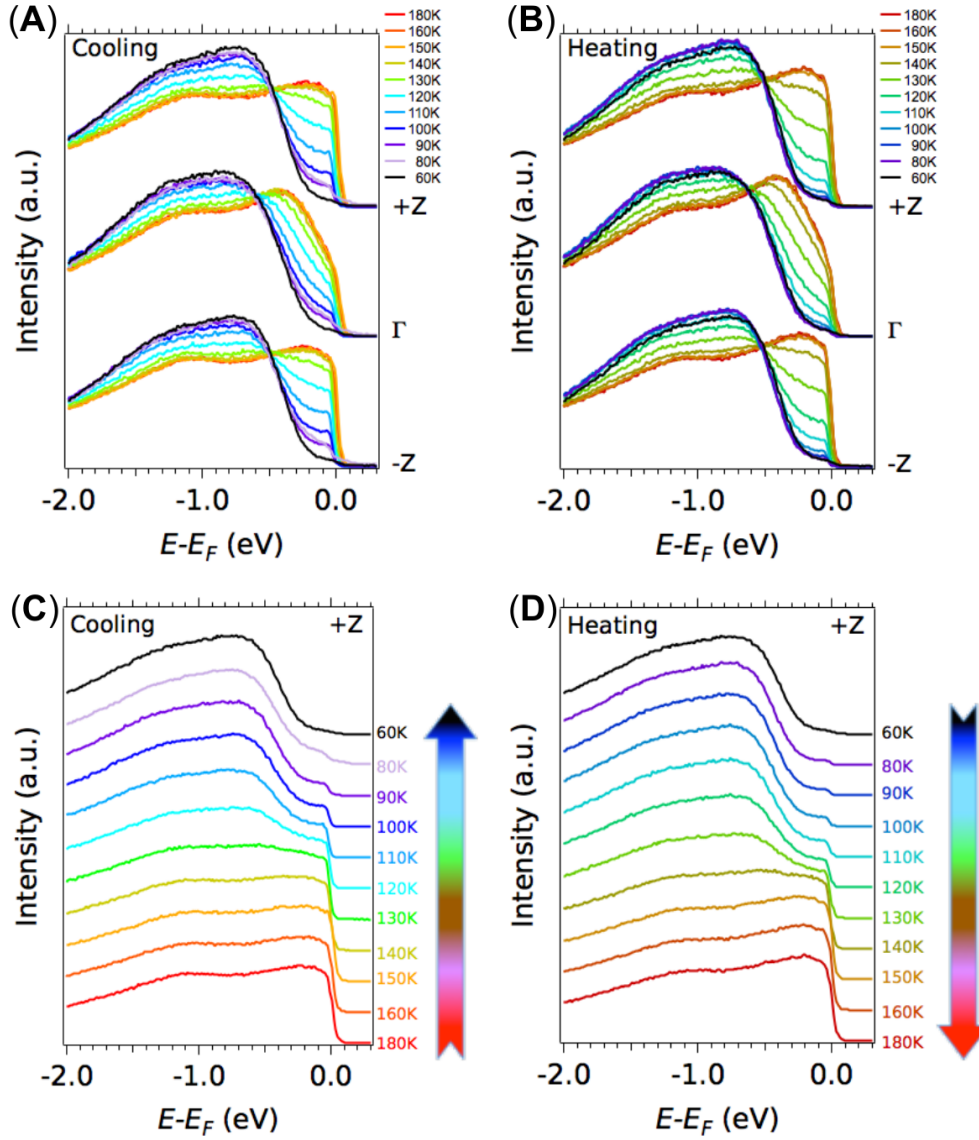 (A)
Cooling
180K
160K
150K
140K
130K
120K
110K
100K
90K
80K
60K
+Z
Γ
-Z
Intensity (a.u.)
-2.0 -1.0 0.0
E-E_F (eV)
(B)
Heating
180K
160K
150K
140K
130K
120K
110K
100K
90K
80K
60K
+Z
Γ
-Z
Intensity (a.u.)
-2.0 -1.0 0.0
E-E_F (eV)
(C)
Cooling +Z
60K
80K
90K
100K
110K
120K
130K
140K
150K
160K
180K
Intensity (a.u.)
-2.0 -1.0 0.0
E-E_F (eV)
(D)
Heating +Z
60K
80K
90K
100K
110K
120K
130K
140K
150K
160K
180K
Intensity (a.u.)
-2.0 -1.0 0.0
E-E_F (eV)